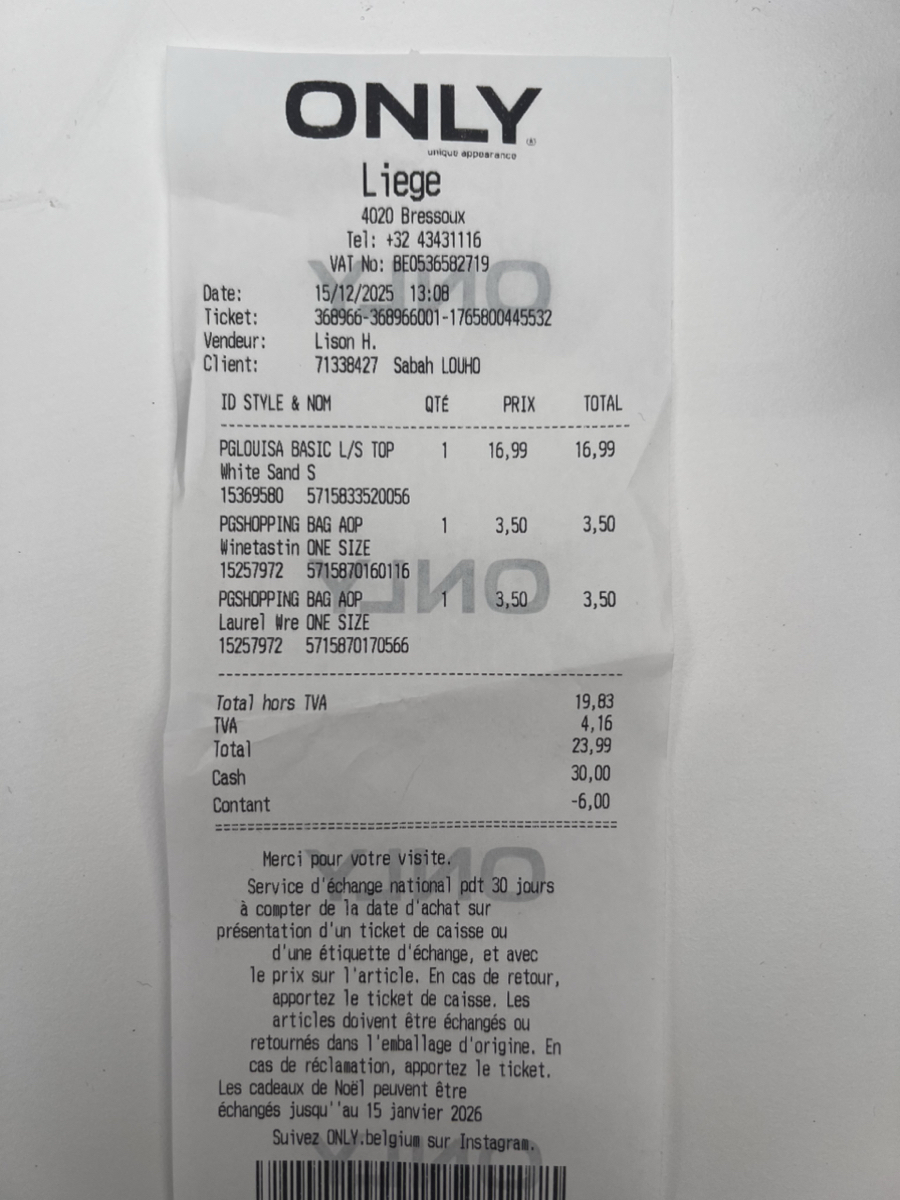 ONLY®
unique appearance
Liege
4020 Bressoux
Tel: +32 43431116
VAT No: BE0536582719
Date: 15/12/2025 13:08
Ticket: 368966-368966001-1765800445532
Vendeur: Lison H.
Client: 71338427 Sabah LOUHO
ID STYLE & NOM QTÉ PRIX TOTAL
PGLOUISA BASIC L/S TOP 1 16,99 16,99
White Sand S
15369580 5715833520056
PGSHOPPING BAG AOP 1 3,50 3,50
Winetastin ONE SIZE
15257972 5715870160116
PGSHOPPING BAG AOP 1 3,50 3,50
Laurel Wre ONE SIZE
15257972 5715870170566
Total hors TVA 19,83
TVA 4,16
Total 23,99
Cash 30,00
Contant -6,00
Merci pour votre visite.
Service d'échange national pdt 30 jours
à compter de la date d'achat sur
présentation d'un ticket de caisse ou
d'une étiquette d'échange, et avec
le prix sur l'article. En cas de retour,
apportez le ticket de caisse. Les
articles doivent être échangés ou
retournés dans l'emballage d'origine. En
cas de réclamation, apportez le ticket.
Les cadeaux de Noël peuvent être
échangés jusqu''au 15 janvier 2026
Suivez ONLY.belgium sur Instagram.